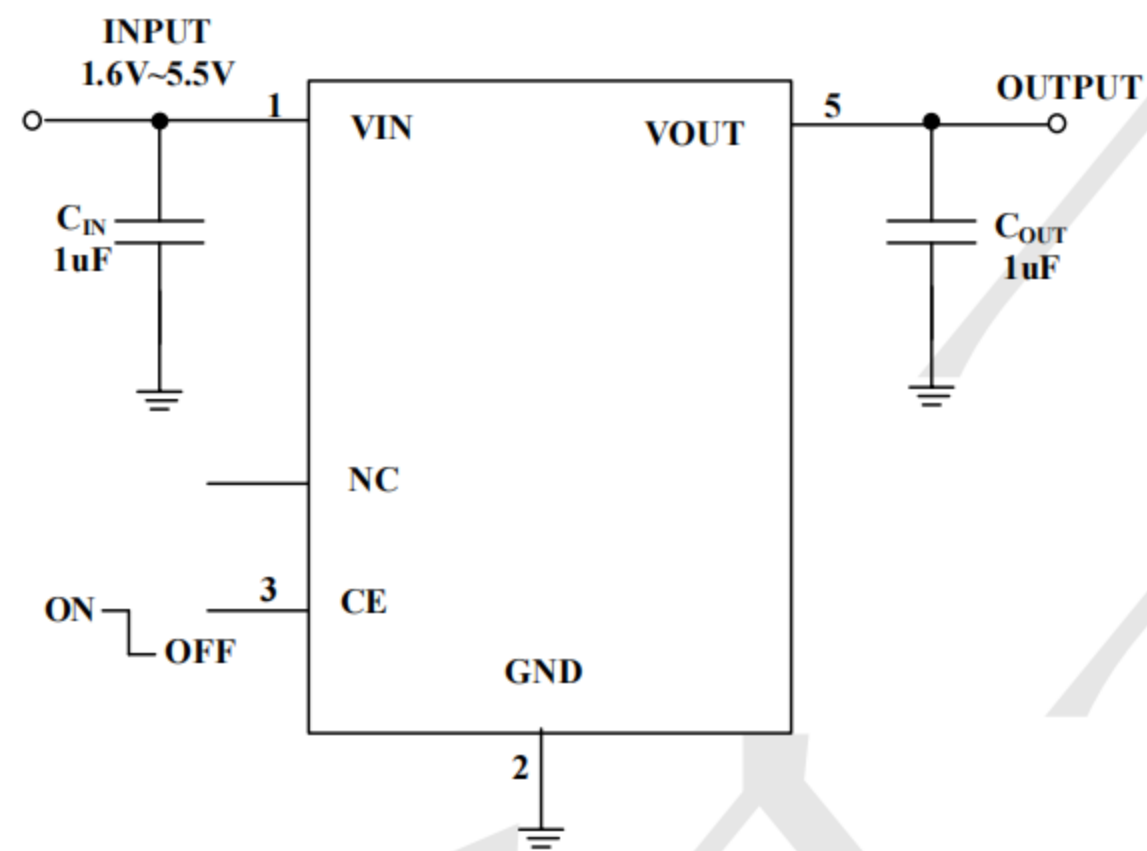 INPUT
1.6V~5.5V
1
VIN
VOUT
5
OUTPUT
CIN
1uF
COUT
1uF
NC
3
CE
ON
OFF
GND
2